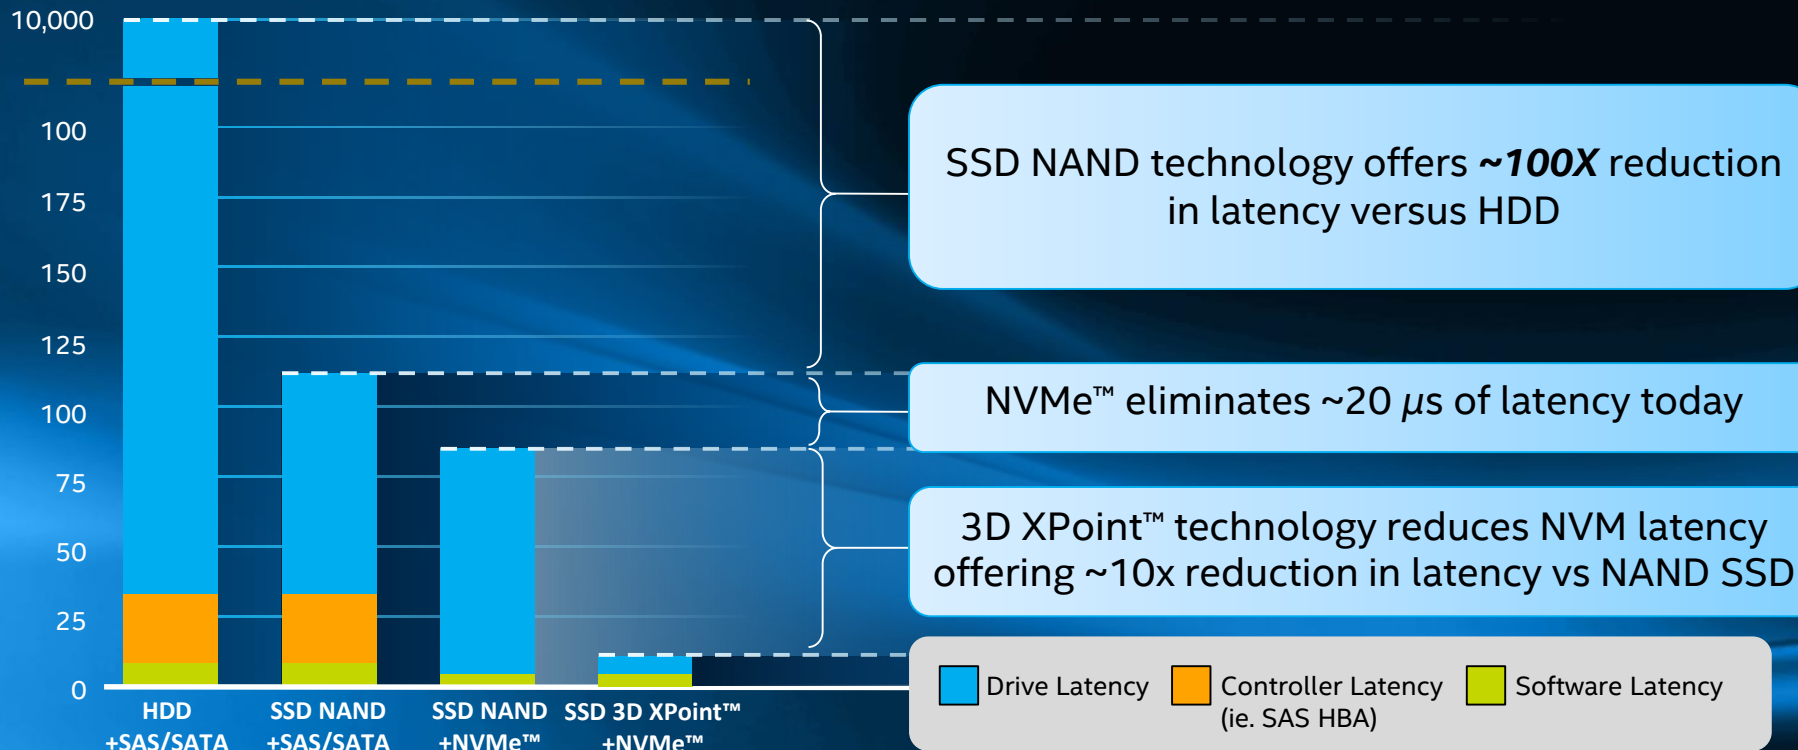 10,000
100
175
150
125
100
75
50
25
0
HDD
+SAS/SATA
SSD NAND
+SAS/SATA
SSD NAND
+NVMe™
SSD 3D XPoint™
+NVMe™
SSD NAND technology offers ~100X reduction
in latency versus HDD
NVMe™ eliminates ~20 µs of latency today
3D XPoint™ technology reduces NVM latency
offering ~10x reduction in latency vs NAND SSD
Drive Latency
Controller Latency
(ie. SAS HBA)
Software Latency